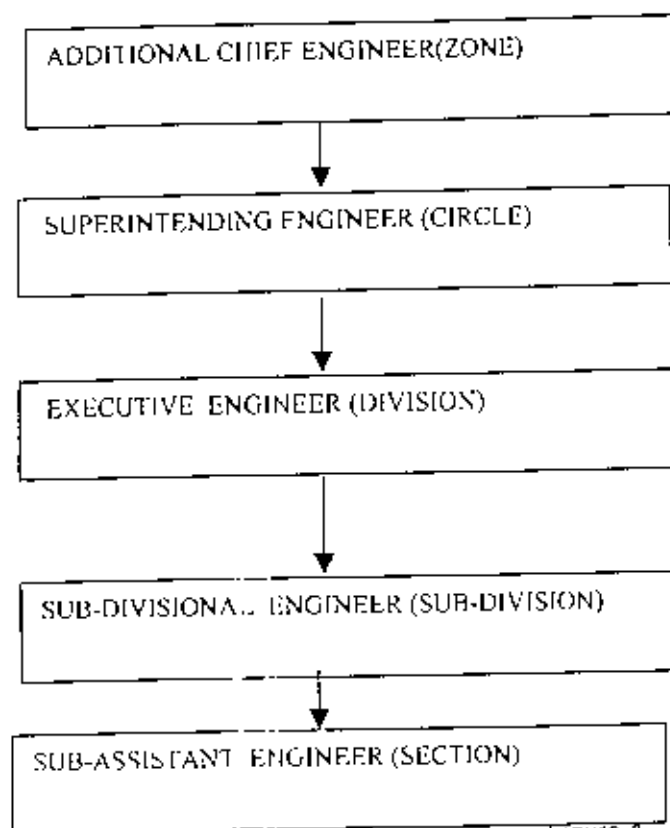 ADDITIONAL CHIEF ENGINEER(ZONE)
SUPERINTENDING ENGINEER (CIRCLE)
EXECUTIVE ENGINEER (DIVISION)
SUB-DIVISIONAL ENGINEER (SUB-DIVISION)
SUB-ASSISTANT ENGINEER (SECTION)